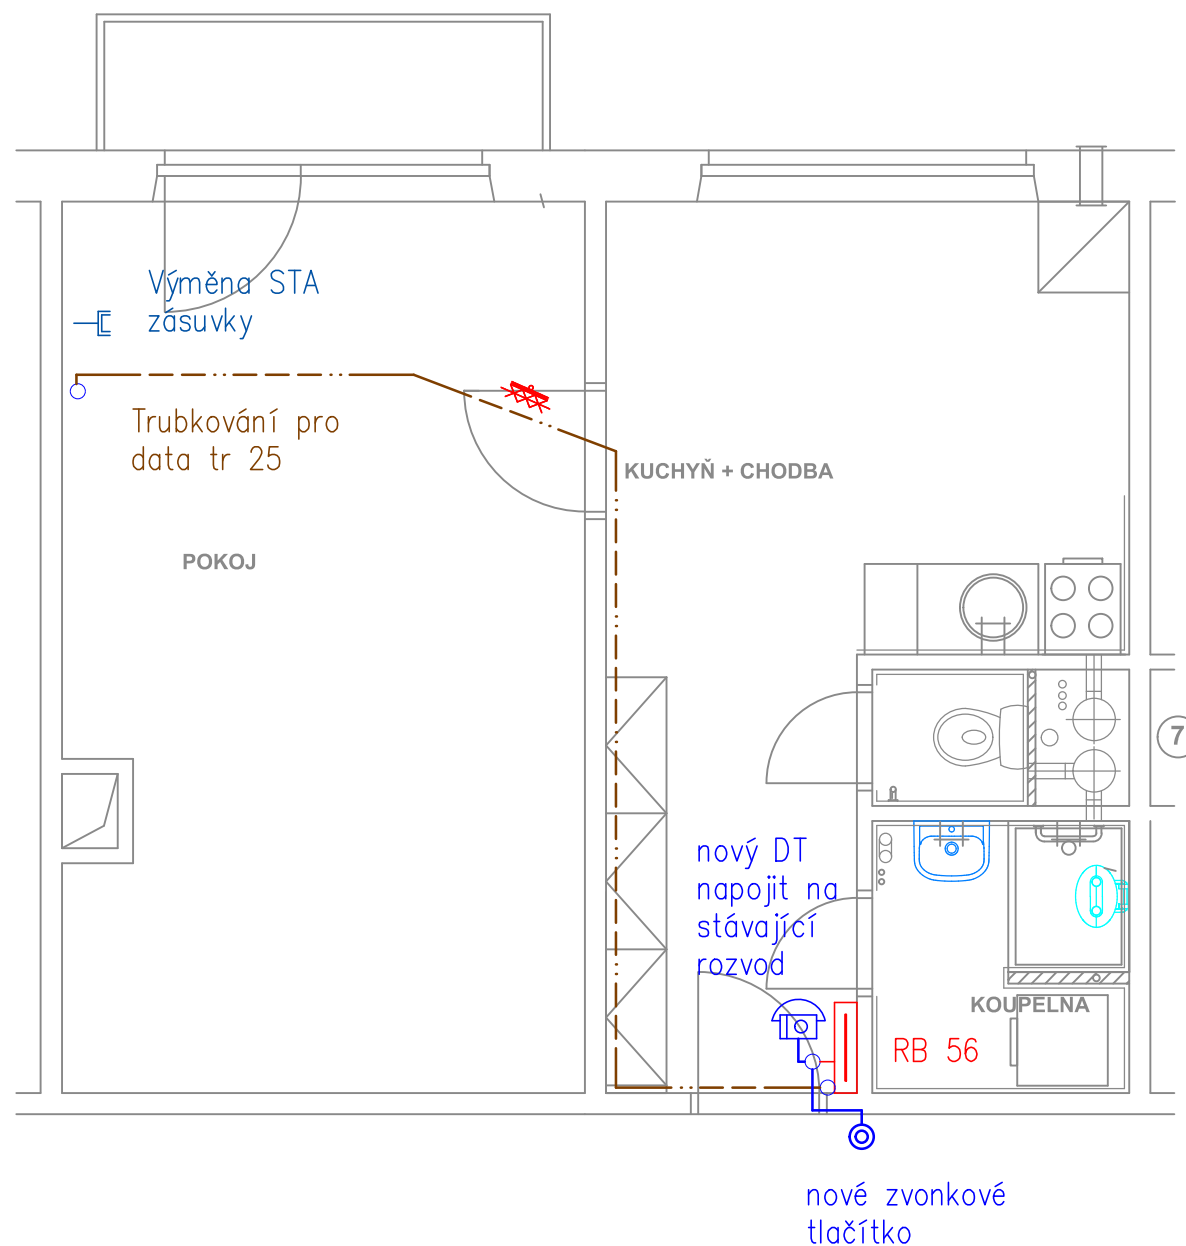 Výměna STA
zásuvky
Trubkování pro
data tr 25
KUCHYŇ + CHODBA
POKOJ
7
nový DT
napojit na
stávající
rozvod
KOUPELNA
RB 56
nové zvonkové
tlačítko